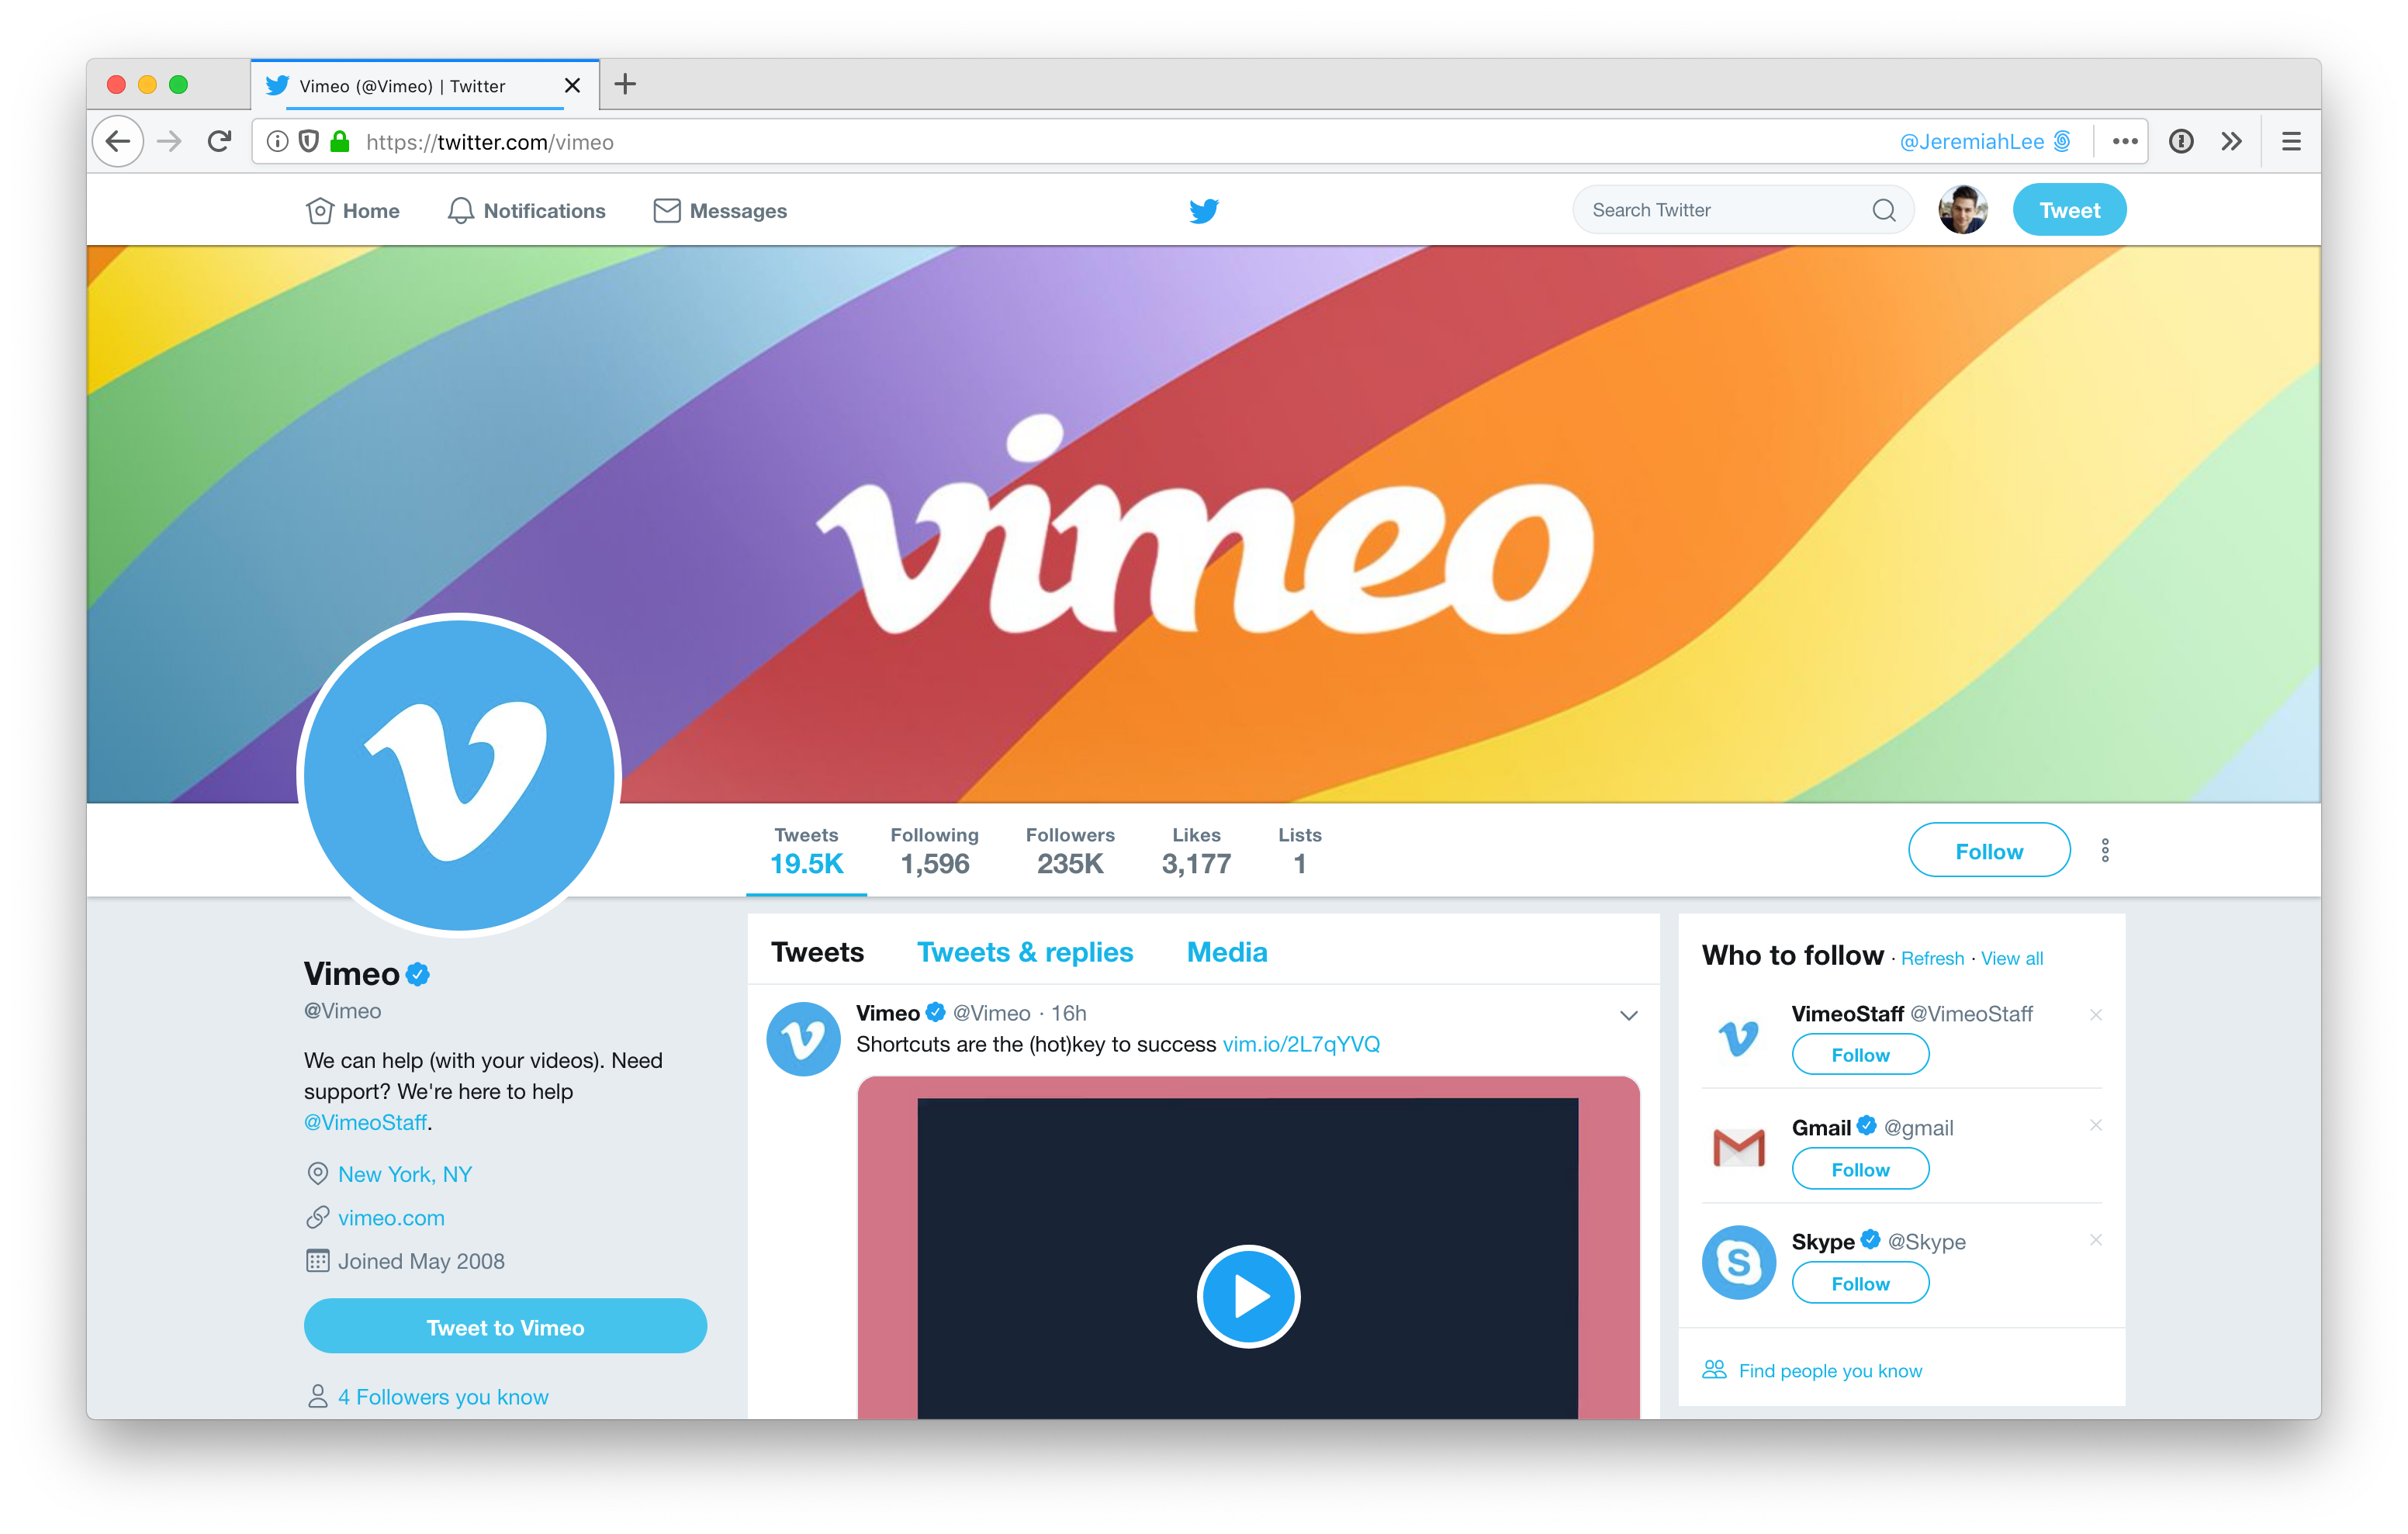 Vimeo (@Vimeo) | Twitter
https://twitter.com/vimeo
@JeremiahLee
Home
Notifications
Messages
Search Twitter
Tweet
vimeo
Tweets
19.5K
Following
1,596
Followers
235K
Likes
3,177
Lists
1
Follow
Vimeo
@Vimeo
We can help (with your videos). Need
support? We're here to help
@VimeoStaff.
New York, NY
vimeo.com
Joined May 2008
Tweet to Vimeo
4 Followers you know
Tweets
Tweets & replies
Media
Vimeo @Vimeo · 16h
Shortcuts are the (hot)key to success vim.io/2L7qYVQ
Who to follow · Refresh · View all
VimeoStaff @VimeoStaff
Follow
Gmail @gmail
Follow
Skype @Skype
Follow
Find people you know